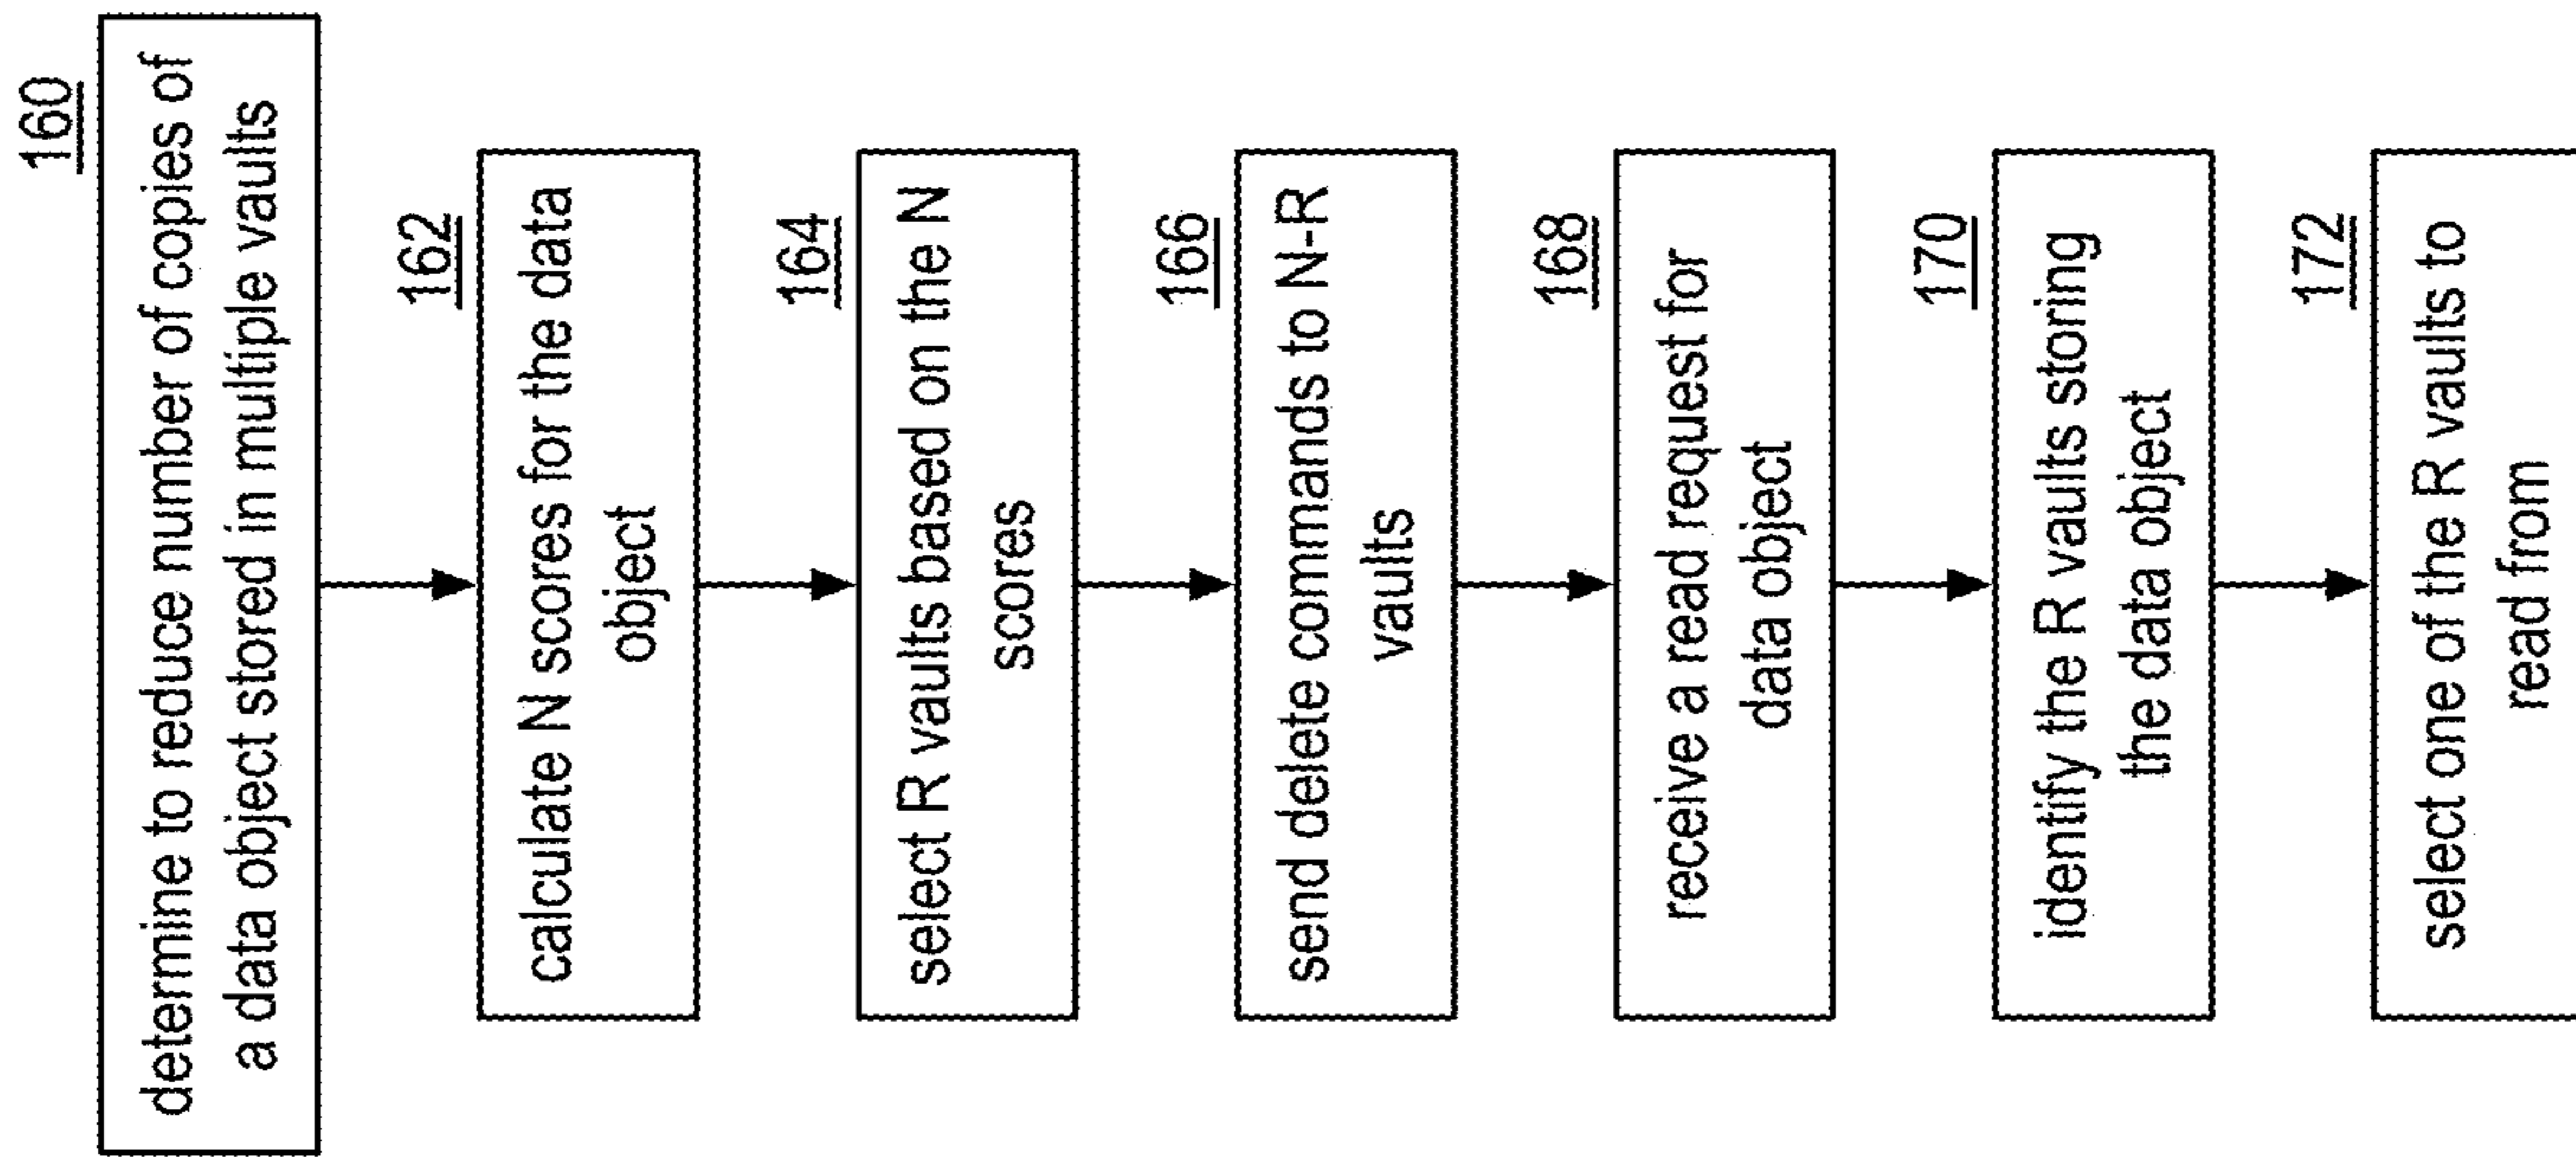 160
determine to reduce number of copies of
a data object stored in multiple vaults
162
calculate N scores for the data
object
164
select R vaults based on the N
scores
166
send delete commands to N-R
vaults
168
receive a read request for
data object
170
identify the R vaults storing
the data object
172
select one of the R vaults to
read from